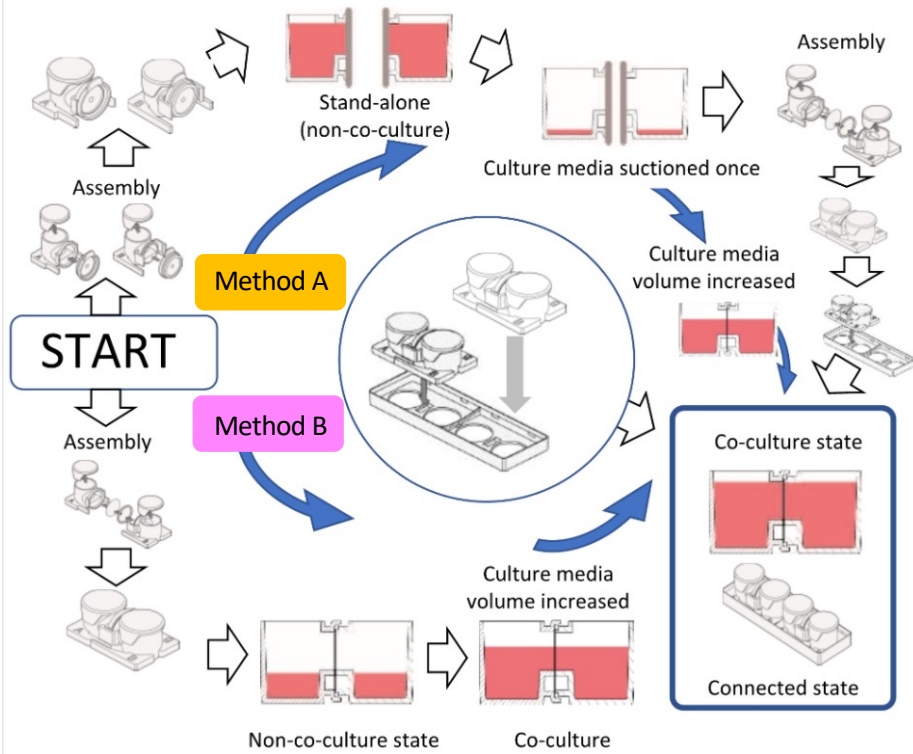 Assembly
Stand-alone
(non-co-culture)
Culture media suctioned once
Assembly
Method A
Culture media
volume increased
START
Method B
Assembly
Co-culture state
Culture media
volume increased
Connected state
Non-co-culture state
Co-culture